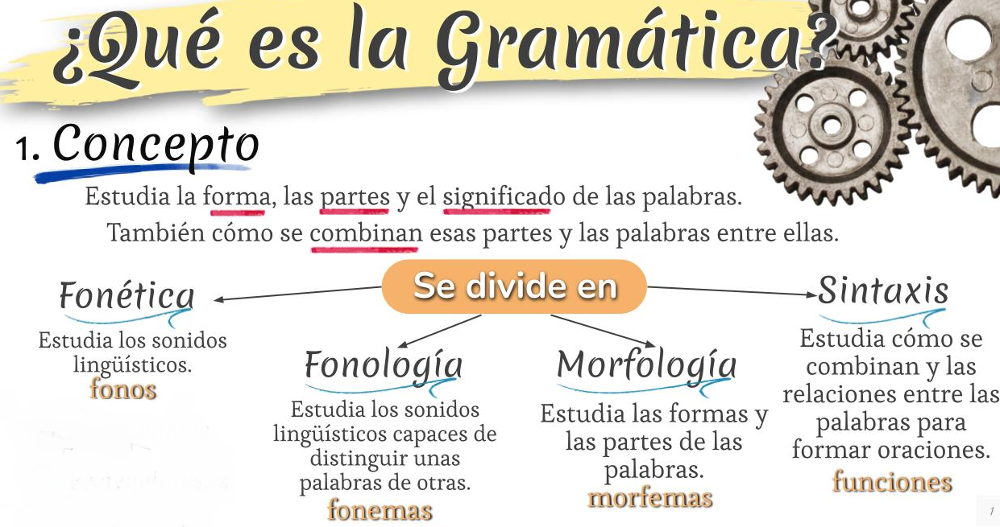 ¿Qué es la Gramática?
1. Concepto
Estudia la forma, las partes y el significado de las palabras.
También cómo se combinan esas partes y las palabras entre ellas.
Se divide en
Fonética
Estudia los sonidos
lingüísticos.
fonos
Fonología
Estudia los sonidos
lingüísticos capaces de
distinguir unas
palabras de otras.
fonemas
Morfología
Estudia las formas y
las partes de las
palabras.
morfemas
Sintaxis
Estudia cómo se
combinan y las
relaciones entre las
palabras para
formar oraciones.
funciones
1